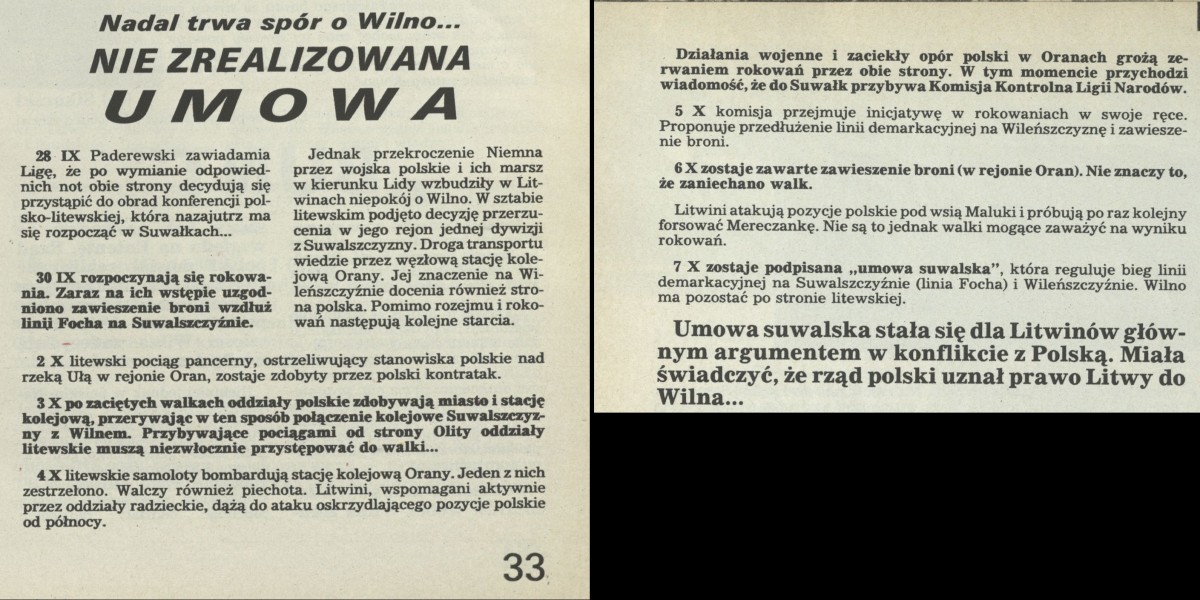 Nadal trwa spór o Wilno...
NIE ZREALIZOWANA
UMOWA
28 IX Paderewski zawiadamia
Ligę, że po wymianie odpowied-
nich not obie strony decydują się
przystąpić do obrad konferencji pol-
sko-litewskiej, która nazajutrz ma
się rozpocząć w Suwałkach...
30 IX rozpoczynają się rokowa-
nia. Zaraz na ich wstępie uzgod-
niono zawieszenie broni wzdłuż
linii Focha na Suwalszczyźnie.
Jednak przekroczenie Niemna
przez wojska polskie i ich marsz
w kierunku Lidy wzbudziły w Lit-
winach niepokój o Wilno. W sztabie
litewskim podjęto decyzję przerzu-
cenia w jego rejon jednej dywizji
z Suwalszczyzny. Droga transportu
wiedzie przez węzłową stację kole-
jową Orany. Jej znaczenie na Wi-
leńszczyźnie docenia również stro-
na polska. Pomimo rozejmu i roko-
wań następują kolejne starcia.
2 X litewski pociąg pancerny, ostrzeliwujący stanowiska polskie nad
rzeką Ułą w rejonie Oran, zostaje zdobyty przez polski kontratak.
3 X po zaciętych walkach oddziały polskie zdobywają miasto i stację
kolejową, przerywając w ten sposób połączenie kolejowe Suwalszczyz-
ny z Wilnem. Przybywające pociągami od strony Olity oddziały
litewskie muszą niezwłocznie przystępować do walki...
4 X litewskie samoloty bombardują stację kolejową Orany. Jeden z nich
zestrzelono. Walczy również piechota. Litwini, wspomagani aktywnie
przez oddziały radzieckie, dążą do ataku oskrzydlającego pozycje polskie
od północy.
33
Działania wojenne i zaciekły opór polski w Oranach grożą ze-
rwaniem rokowań przez obie strony. W tym momencie przychodzi
wiadomość, że do Suwałk przybywa Komisja Kontrolna Ligii Narodów.
5 X komisja przejmuje inicjatywę w rokowaniach w swoje ręce.
Proponuje przedłużenie linii demarkacyjnej na Wileńszczyznę i zawiesze-
nie broni.
6 X zostaje zawarte zawieszenie broni (w rejonie Oran). Nie znaczy to,
że zaniechano walk.
Litwini atakują pozycje polskie pod wsią Maluki i próbują po raz kolejny
forsować Mereczankę. Nie są to jednak walki mogące zaważyć na wyniku
rokowań.
7 X zostaje podpisana „umowa suwalska”, która reguluje bieg linii
demarkacyjnej na Suwalszczyźnie (linia Focha) i Wileńszczyźnie. Wilno
ma pozostać po stronie litewskiej.
Umowa suwalska stała się dla Litwinów głów-
nym argumentem w konflikcie z Polską. Miała
świadczyć, że rząd polski uznał prawo Litwy do
Wilna...